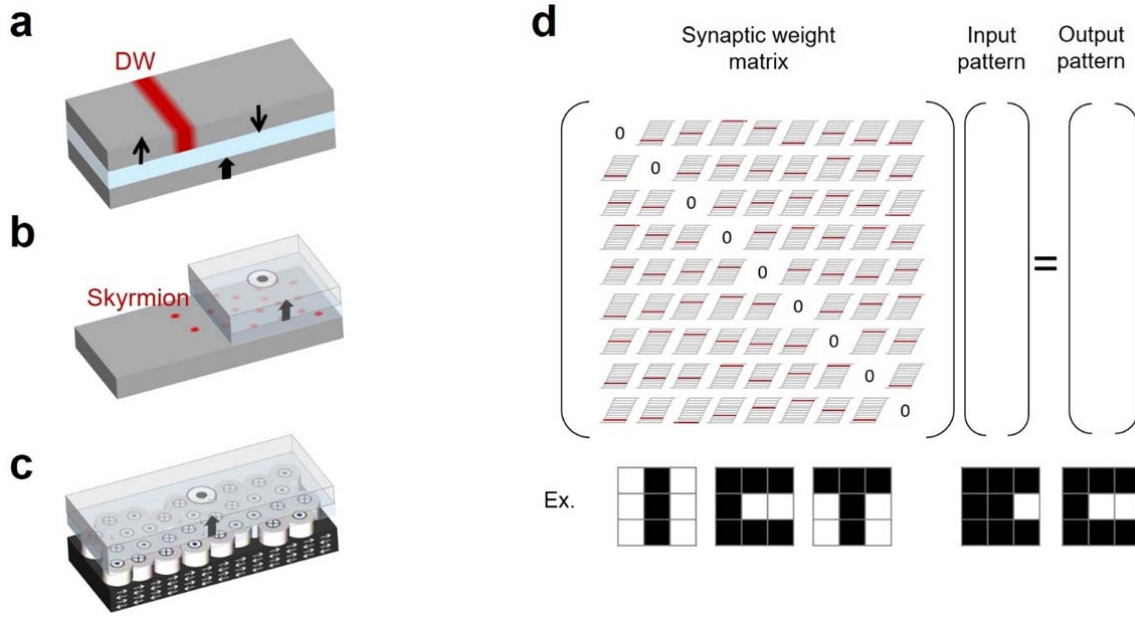 a
DW
b
Skyrmion
c
d
Synaptic weight
matrix
Input
pattern
Output
pattern
0
0
0
0
0
0
0
0
0
=
Ex.